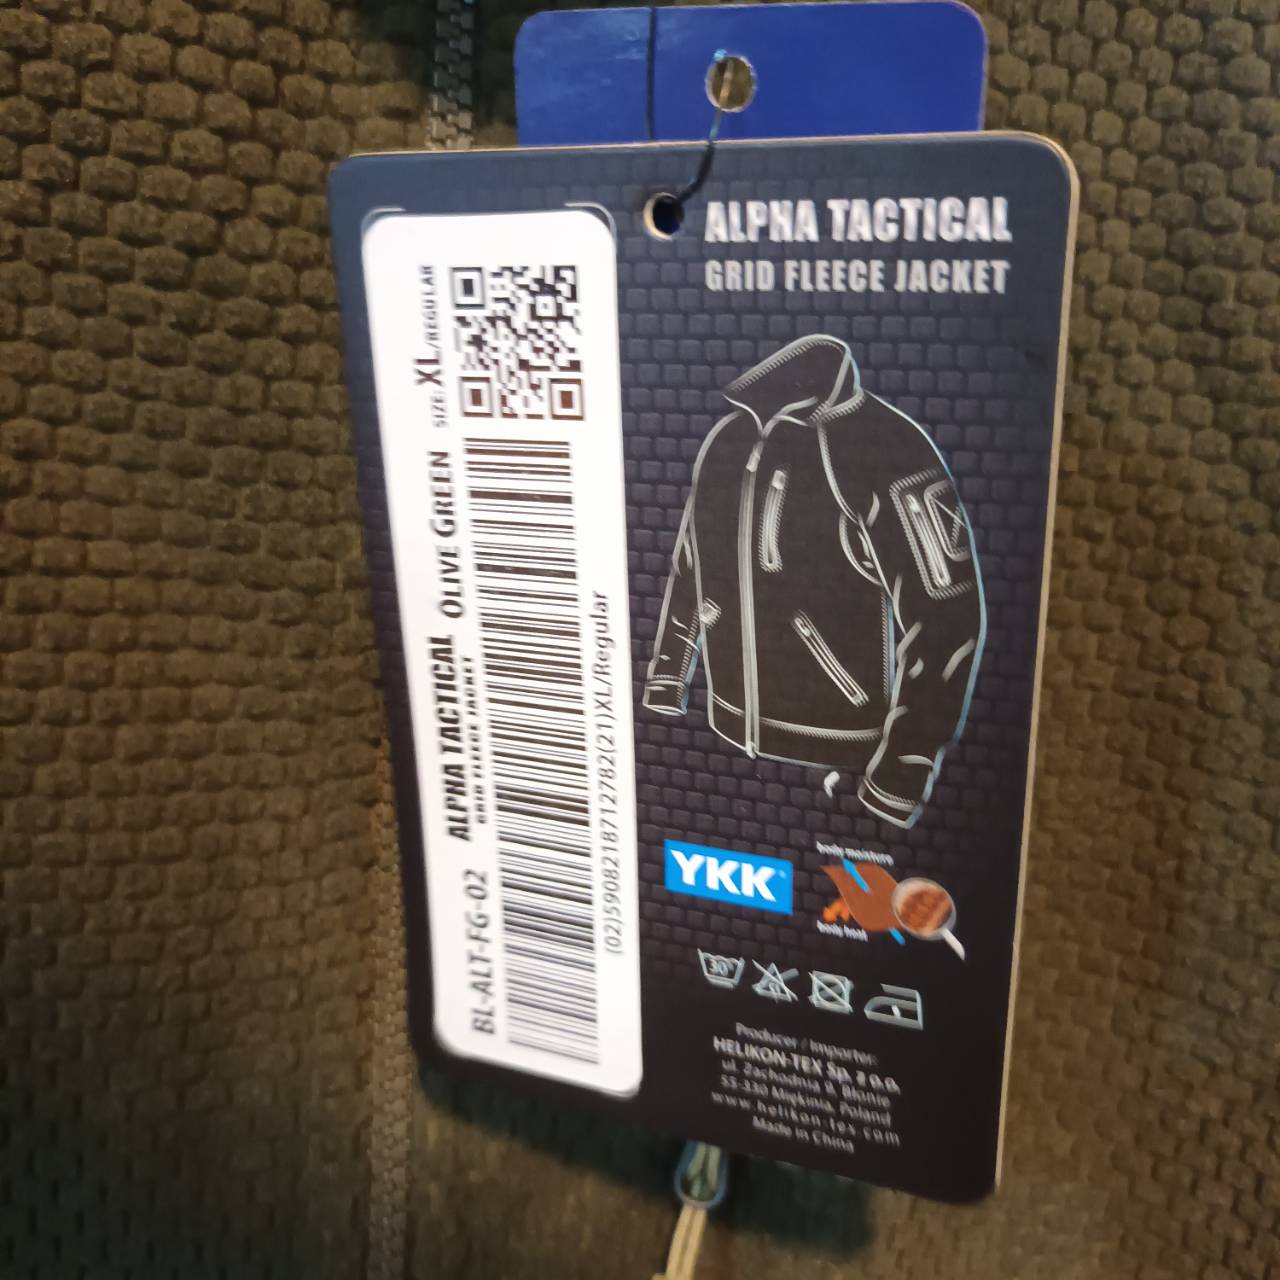 ALPHA TACTICAL
GRID FLEECE JACKET
SIZE: XL/REGULAR
ALPHA TACTICAL OLIVE GREEN
GRID FLEECE JACKET
BL-ALT-FG-02
(02)5908218712782(21)XL/Regular
YKK
body moisture
body heat
30°
Producer / Importer:
HELIKON-TEX Sp. z o.o.
ul. Zachodnia 9, Błonie
55-330 Miękinia, Poland
www.helikon-tex.com
Made in China